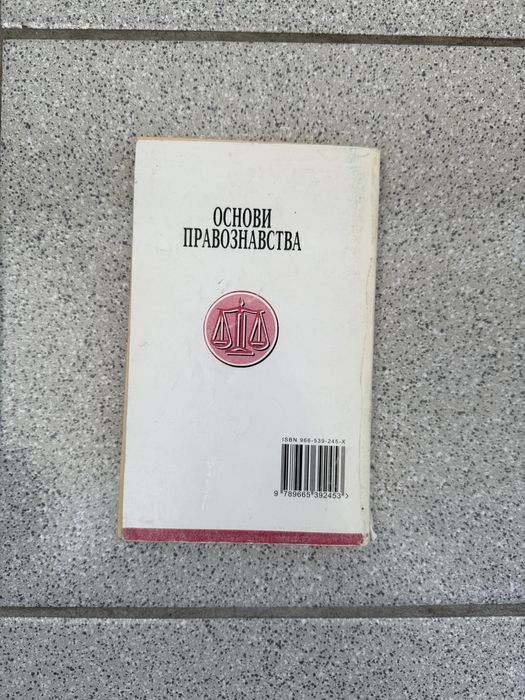 ОСНОВИ
ПРАВОЗНАВСТВА
ISBN 966-539-245-X
9 789665 392453 >